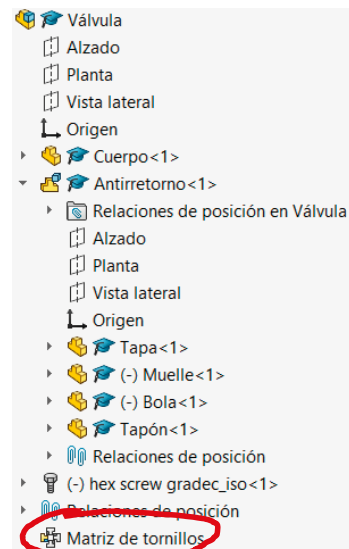 Válvula
Alzado
Planta
Vista lateral
Origen
Cuerpo<1>
Antirretorno<1>
Relaciones de posición en Válvula
Alzado
Planta
Vista lateral
Origen
Tapa<1>
(-) Muelle<1>
(-) Bola<1>
Tapón<1>
Relaciones de posición
(-) hex screw gradec_iso<1>
Relaciones de posición
Matriz de tornillos